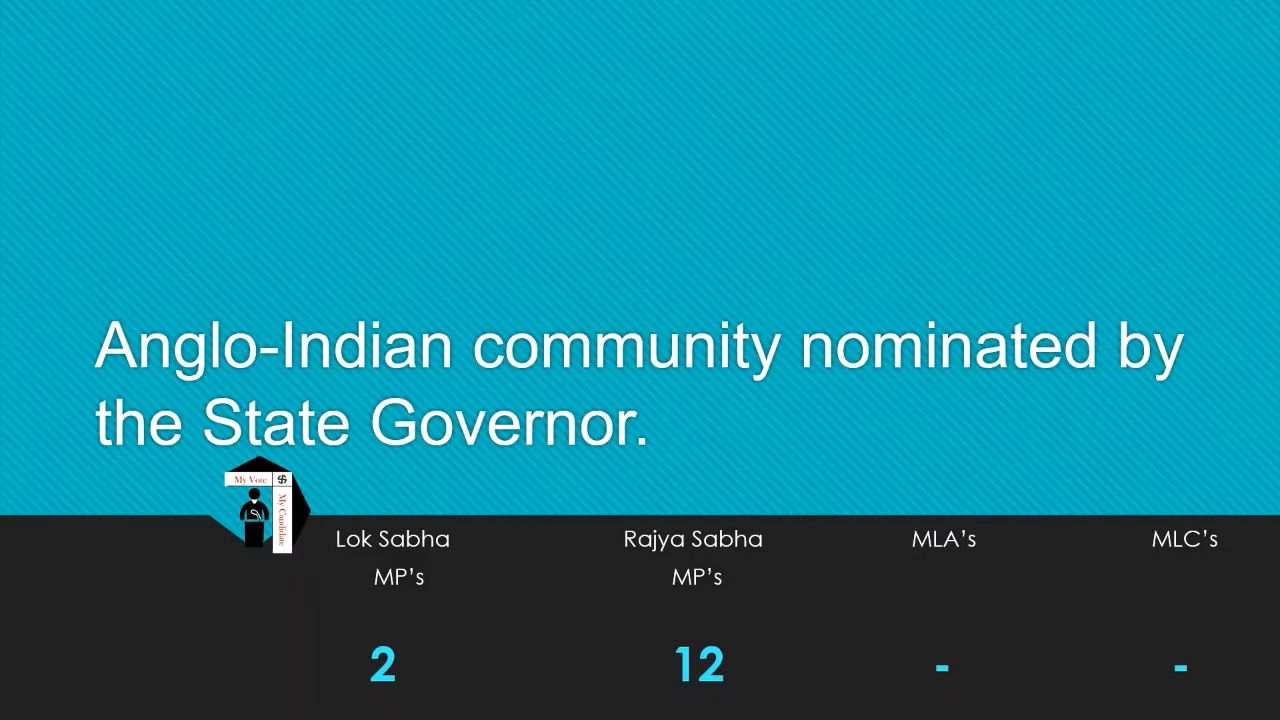 Anglo-Indian community nominated by
the State Governor.
My Vote
My Candidate
Lok Sabha Rajya Sabha MLA’s MLC’s
MP’s MP’s
2 12 - -